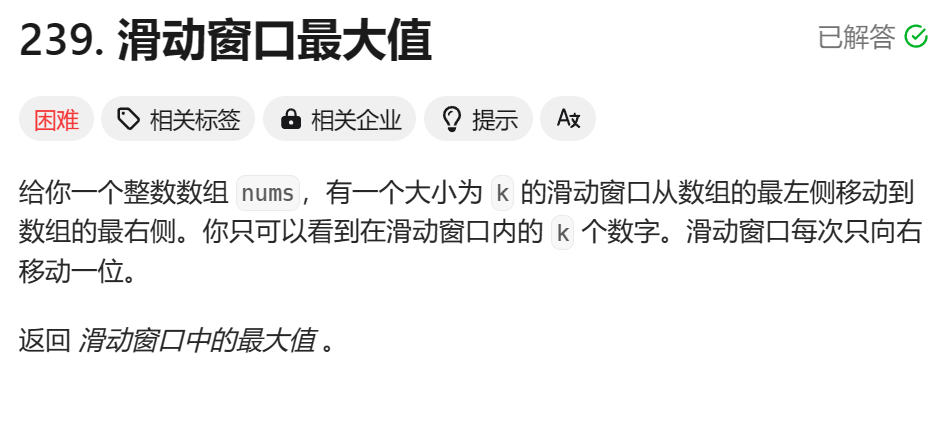 239. 滑动窗口最大值
已解答
困难 相关标签 相关企业 提示
给你一个整数数组 nums，有一个大小为 k 的滑动窗口从数组的最左侧移动到
数组的最右侧。你只可以看到在滑动窗口内的 k 个数字。滑动窗口每次只向右
移动一位。
返回 滑动窗口中的最大值 。